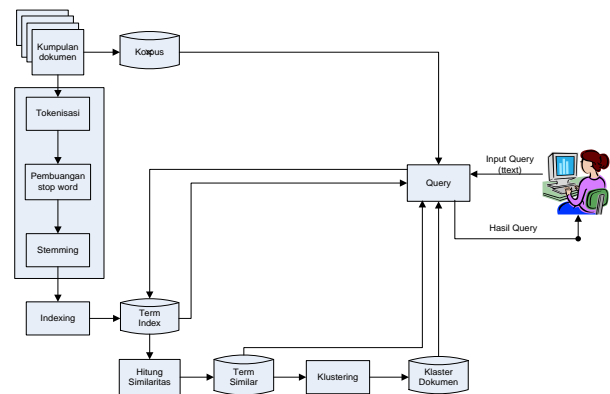 Kumpulan
dokumen
Korpus
Tokenisasi
Pembuangan
stop word
Stemming
Indexing
Term
Index
Hitung
Similaritas
Term
Similar
Klustering
Klaster
Dokumen
Query
Input Query
(ttext)
Hasil Query